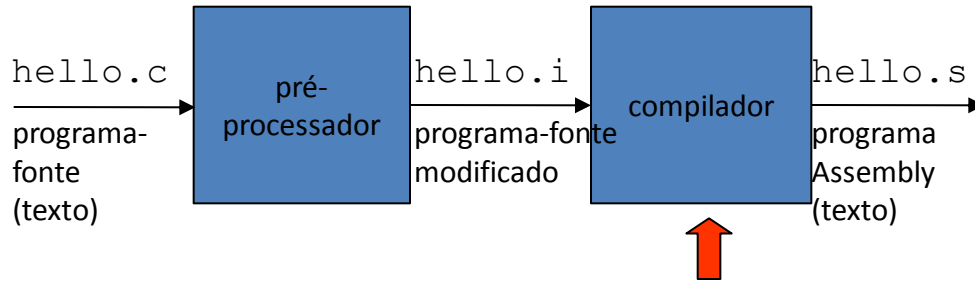 hello.c
programa-
fonte
(texto)
pré-
processador
hello.i
programa-fonte
modificado
compilador
hello.s
programa
Assembly
(texto)